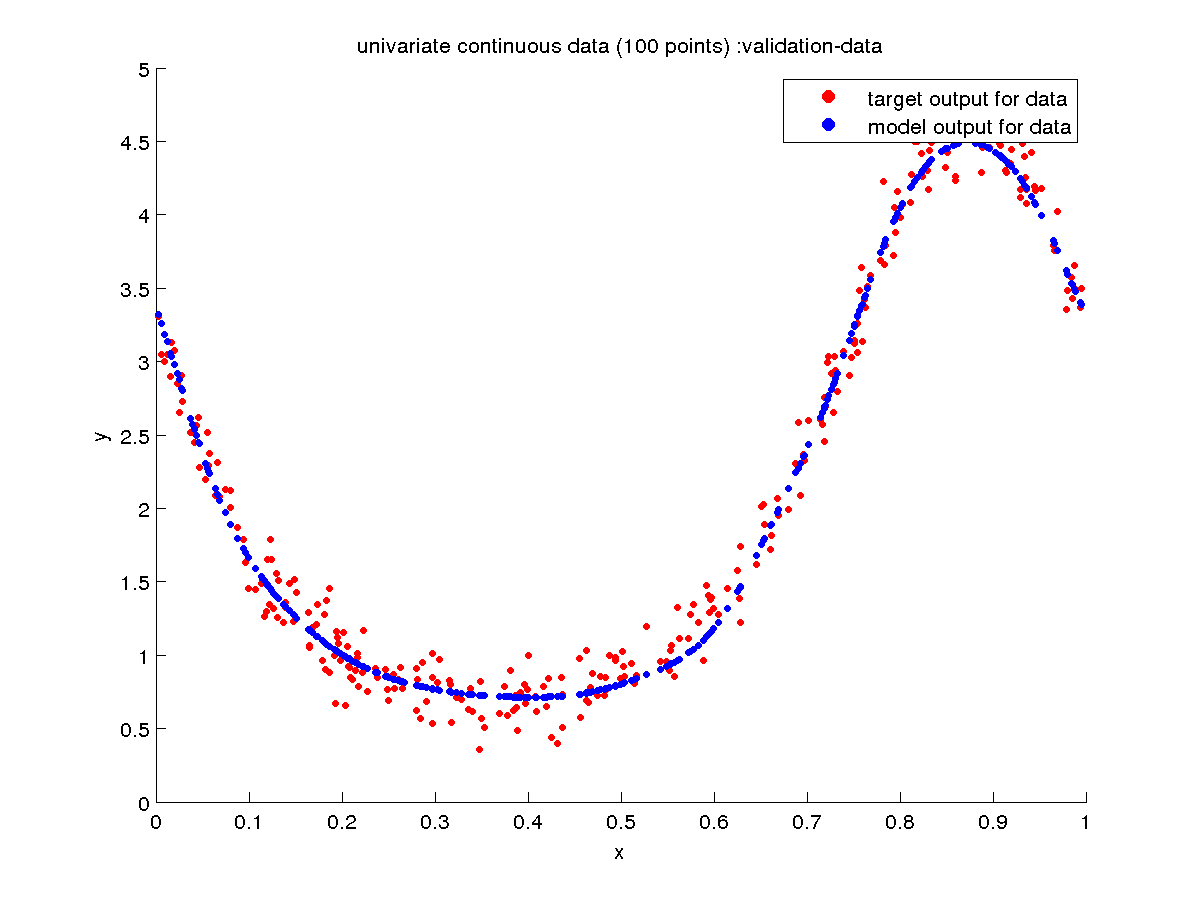 univariate continuous data (100 points) :validation-data
target output for data
model output for data
5
4.5
4
3.5
3
2.5
2
1.5
1
0.5
0
y
0 0.1 0.2 0.3 0.4 0.5 0.6 0.7 0.8 0.9 1
x